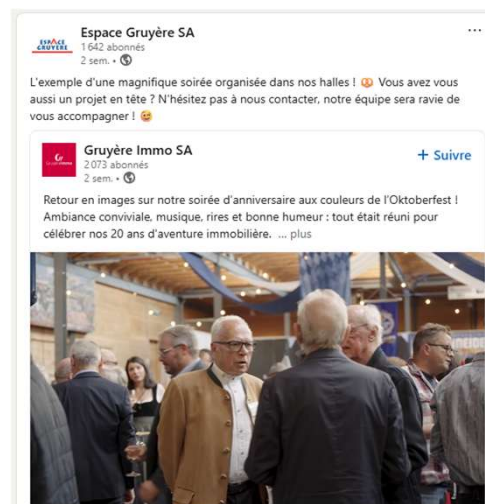 Espace Gruyère SA
ESPACE
GRUYERE
1 642 abonnés
2 sem. •
L'exemple d'une magnifique soirée organisée dans nos halles ! 🥨 Vous avez vous
aussi un projet en tête ? N'hésitez pas à nous contacter, notre équipe sera ravie de
vous accompagner ! 😉
Gruyère Immo SA
2 073 abonnés
+ Suivre
2 sem. •
Retour en images sur notre soirée d'anniversaire aux couleurs de l'Oktoberfest !
Ambiance conviviale, musique, rires et bonne humeur : tout était réuni pour
célébrer nos 20 ans d'aventure immobilière. ... plus